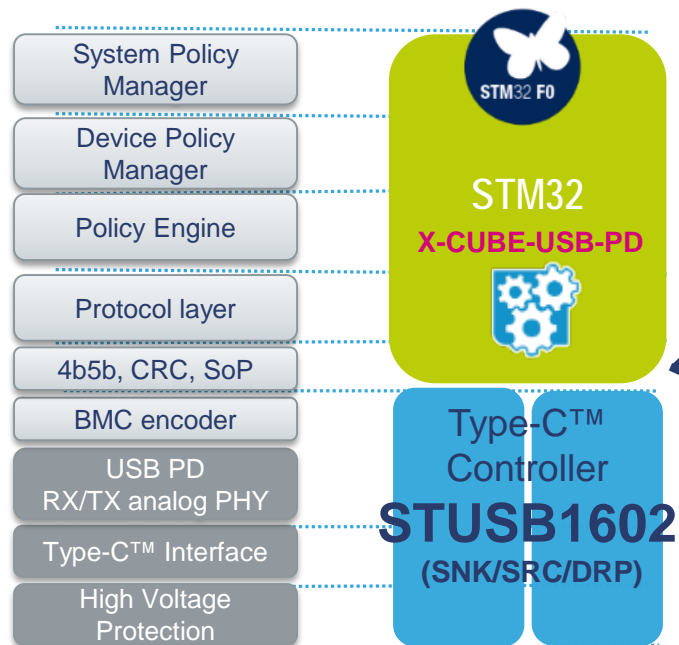 System Policy
Manager
Device Policy
Manager
Policy Engine
Protocol layer
4b5b, CRC, SoP
BMC encoder
USB PD
RX/TX analog PHY
Type-C™ Interface
High Voltage
Protection
STM32 F0
STM32
X-CUBE-USB-PD
Type-C™
Controller
STUSB1602
(SNK/SRC/DRP)